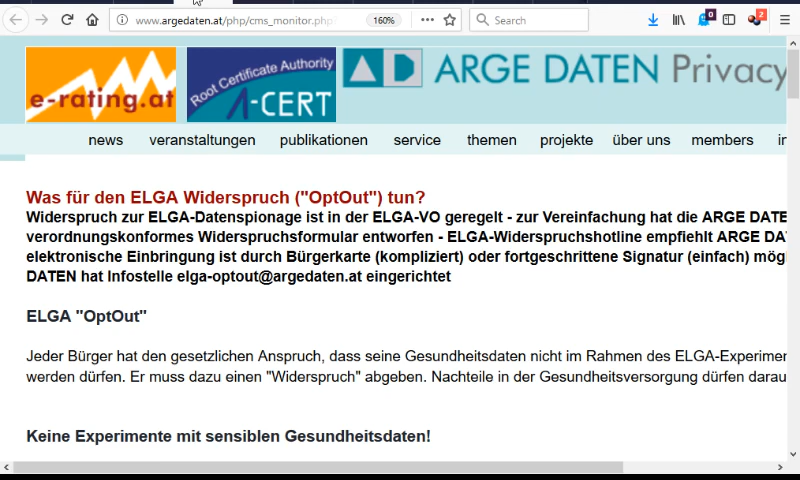 www.argedaten.at/php/cms_monitor.php
160%
Search
0
2
e-rating.at
Root Certificate Authority
A-CERT
AD ARGE DATEN Privacy
news veranstaltungen publikationen service themen projekte über uns members
Was für den ELGA Widerspruch ("OptOut") tun?
Widerspruch zur ELGA-Datenspionage ist in der ELGA-VO geregelt - zur Vereinfachung hat die ARGE DATE
verordnungskonformes Widerspruchsformular entworfen - ELGA-Widerspruchshotline empfiehlt ARGE DA
elektronische Einbringung ist durch Bürgerkarte (kompliziert) oder fortgeschrittene Signatur (einfach) mög
DATEN hat Infostelle elga-optout@argedaten.at eingerichtet
ELGA "OptOut"
Jeder Bürger hat den gesetzlichen Anspruch, dass seine Gesundheitsdaten nicht im Rahmen des ELGA-Experimen
werden dürfen. Er muss dazu einen "Widerspruch" abgeben. Nachteile in der Gesundheitsversorgung dürfen darau
Keine Experimente mit sensiblen Gesundheitsdaten!